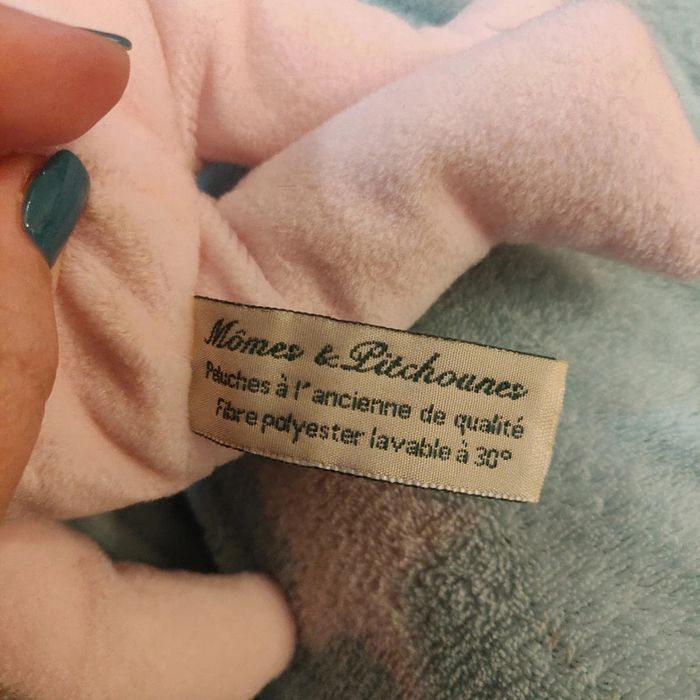 Mômes & Pitchounes
Peluches à l'ancienne de qualité
Fibre polyester lavable à 30°